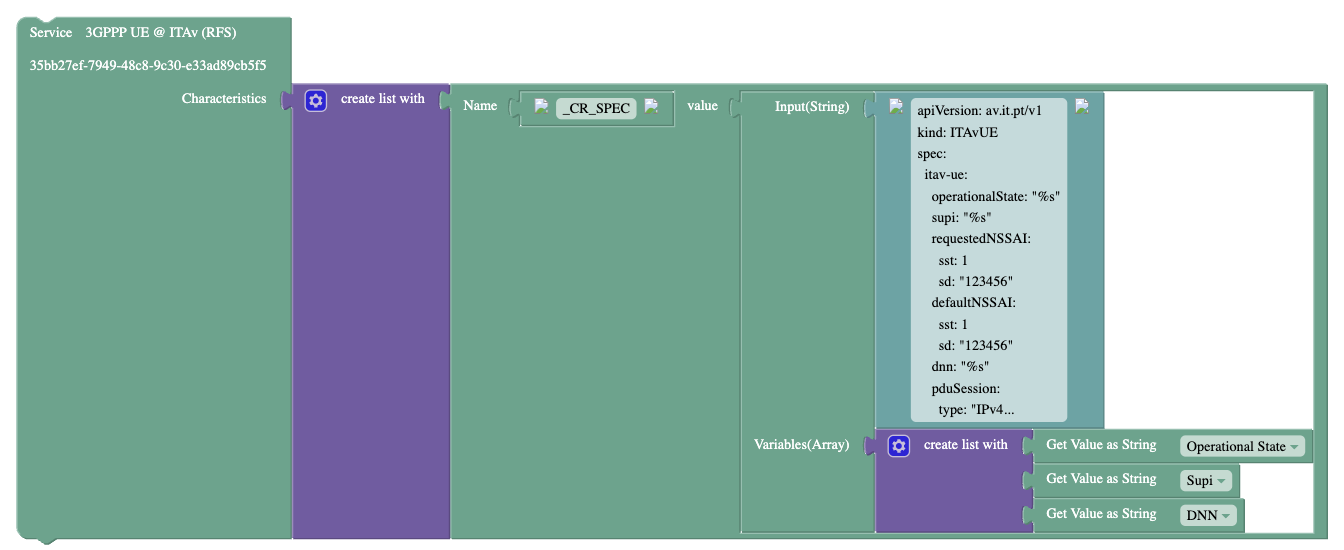 Service 3GPPP UE @ ITAv (RFS)
35bb27ef-7949-48c8-9c30-e33ad89cb5f5
Characteristics
create list with
Name
_CR_SPEC
value
Input(String)
apiVersion: av.it.pt/v1
kind: ITAvUE
spec:
itav-ue:
operationalState: "%s"
supi: "%s"
requestedNSSAI:
sst: 1
sd: "123456"
defaultNSSAI:
sst: 1
sd: "123456"
dnn: "%s"
pduSession:
type: "IPv4...
Variables(Array)
create list with
Get Value as String Operational State
Get Value as String Supi
Get Value as String DNN